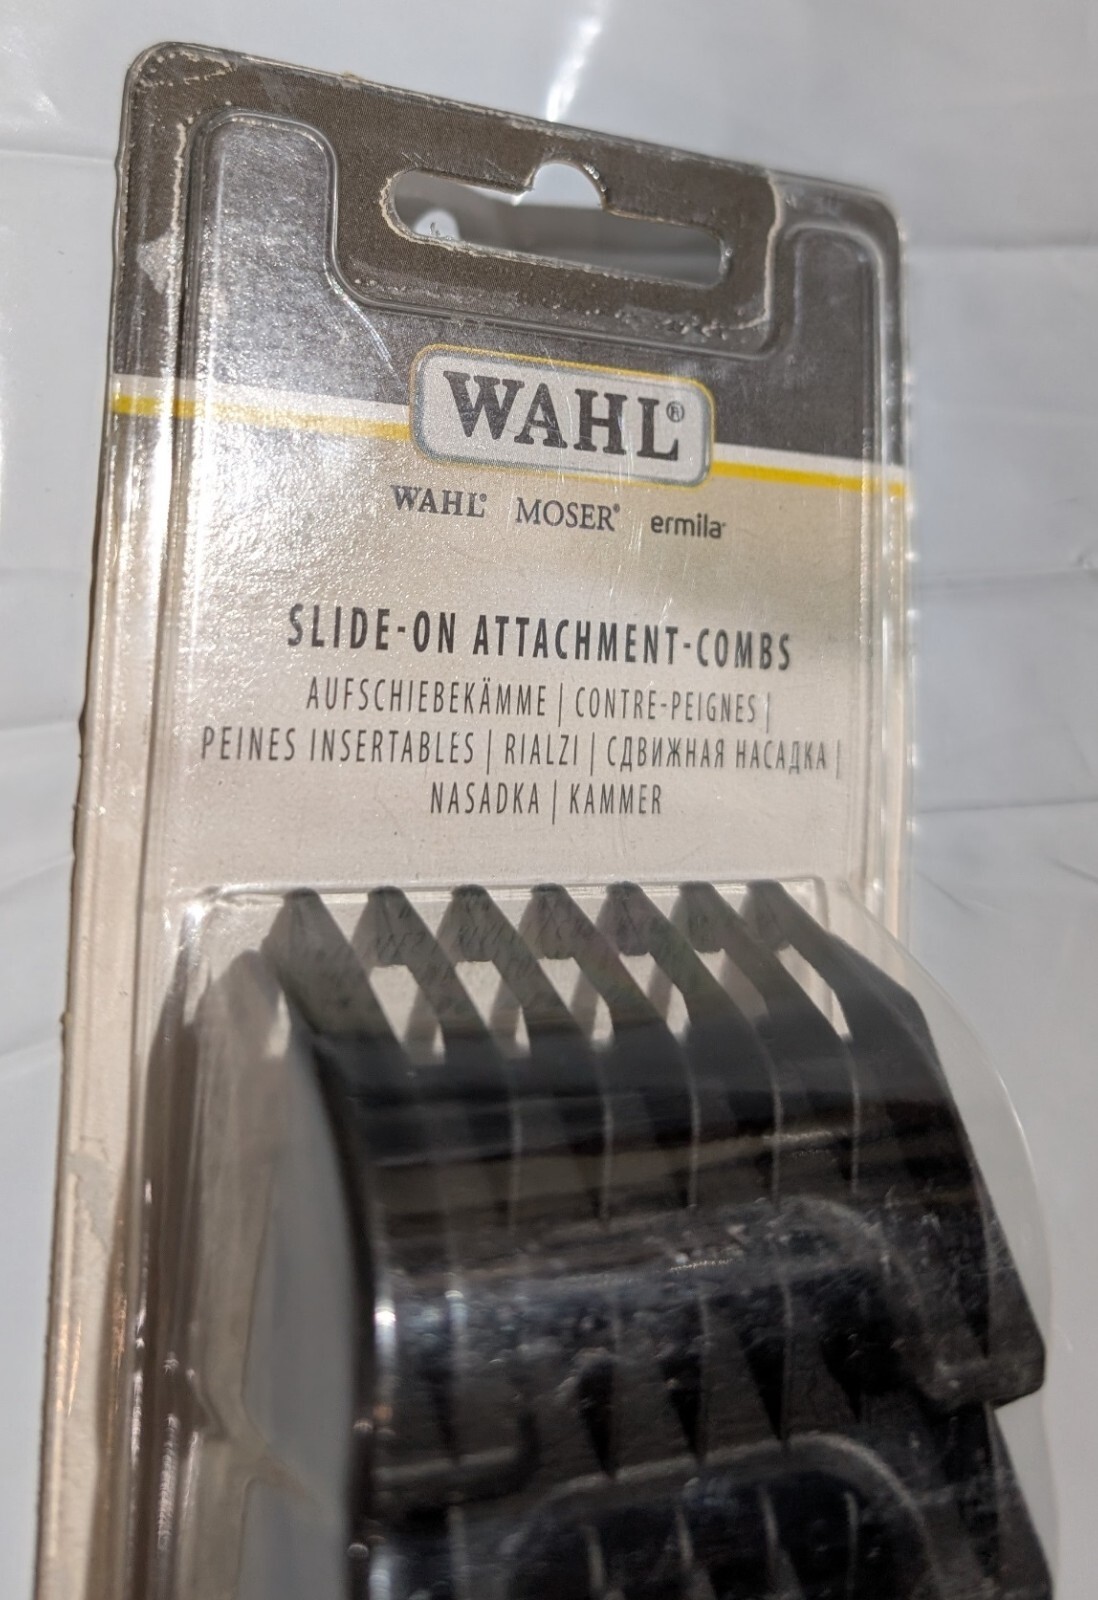 WAHL®
WAHL® MOSER® ermila
SLIDE-ON ATTACHMENT-COMBS
AUFSCHIEBEKÄMME | CONTRE-PEIGNES |
PEINES INSERTABLES | RIALZI | СДВИЖНАЯ НАСАДКА |
NASADKA | KAMMER